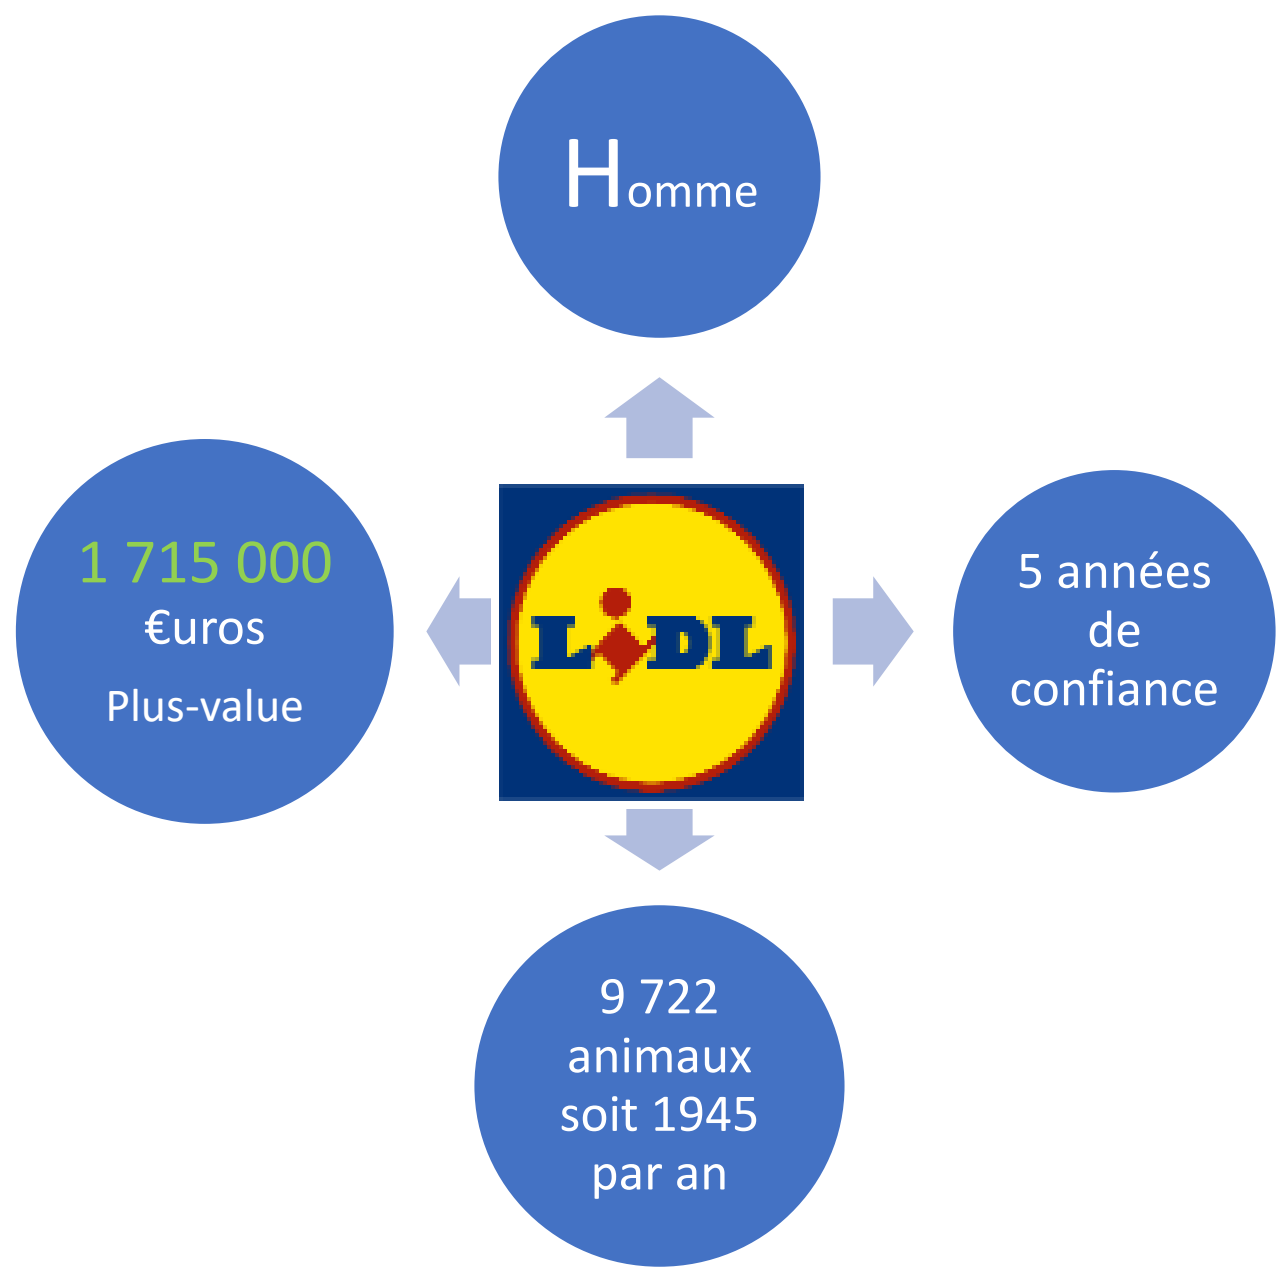 Homme
1 715 000
€uros
Plus-value
LiDL
5 années
de
confiance
9 722
animaux
soit 1945
par an